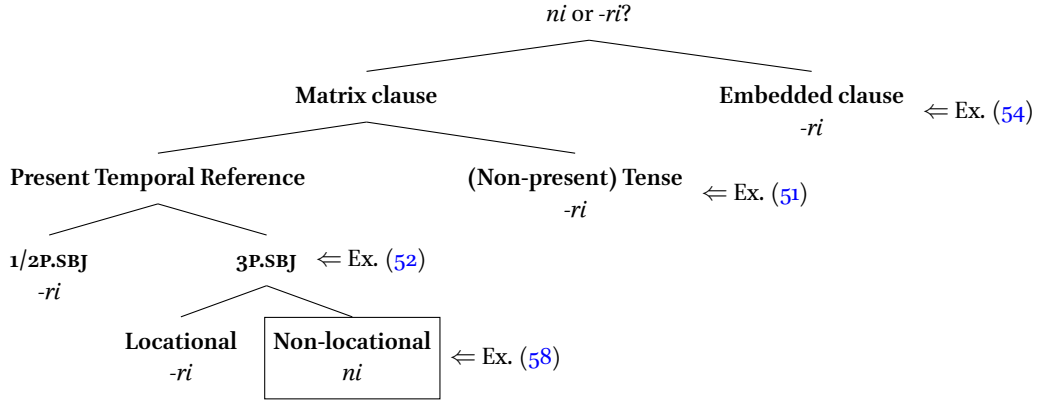 ni or -ri?
Matrix clause
Embedded clause
-ri
⇐ Ex. (54)
Present Temporal Reference
(Non-present) Tense
-ri
⇐ Ex. (51)
1/2P.SBJ
-ri
3P.SBJ ⇐ Ex. (52)
Locational
-ri
Non-locational
ni
⇐ Ex. (58)